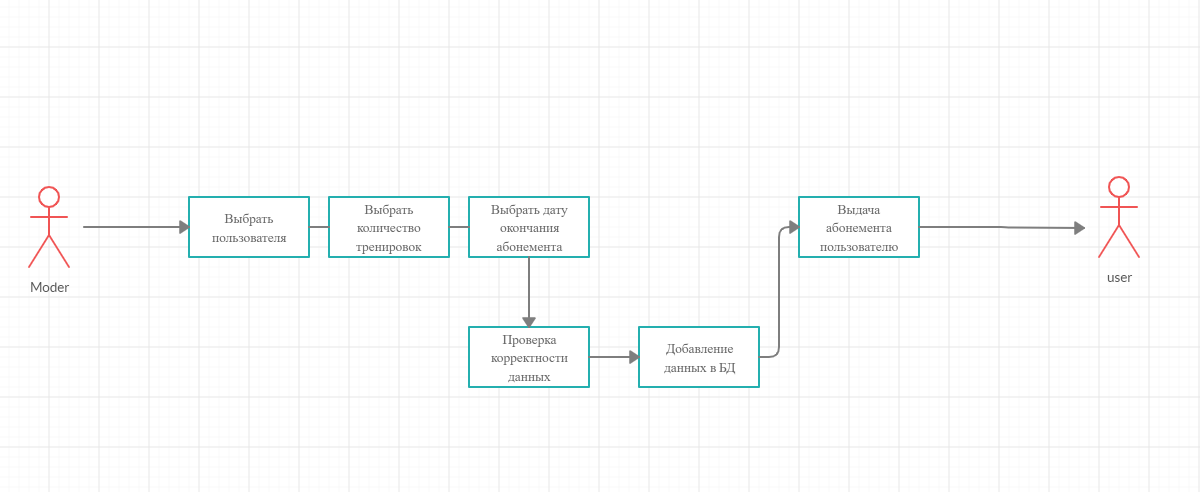 Moder
Выбрать
пользователя
Выбрать
количество
тренировок
Выбрать дату
окончания
абонемента
Проверка
корректности
данных
Добавление
данных в БД
Выдача
абонемента
пользователю
user